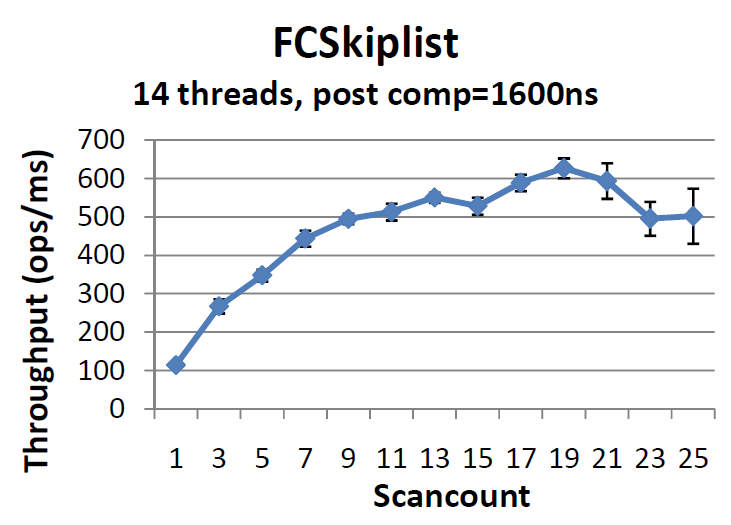 FCSkiplist
14 threads, post comp=1600ns
Throughput (ops/ms)
700
600
500
400
300
200
100
0
1 3 5 7 9 11 13 15 17 19 21 23 25
Scancount